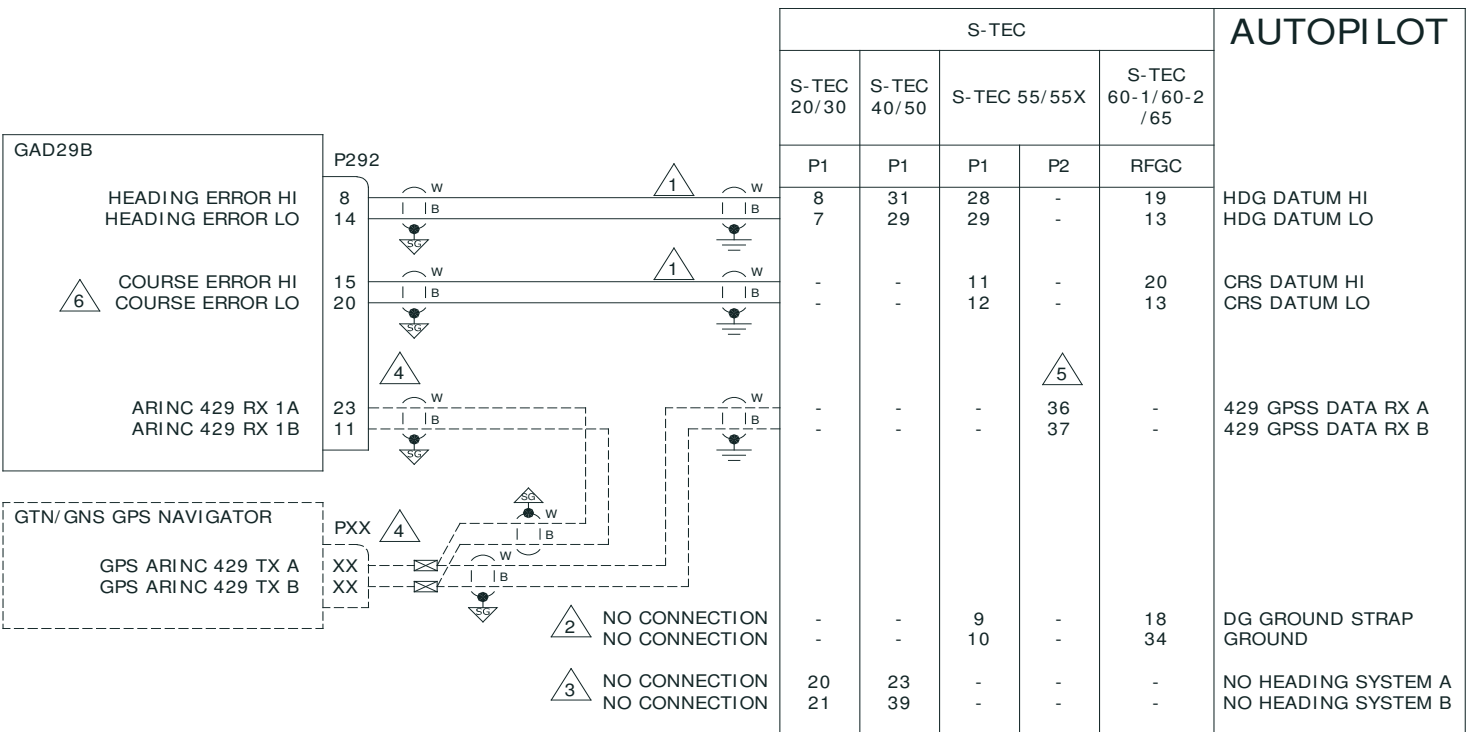 S-TEC
AUTOPILOT
S-TEC 20/30
S-TEC 40/50
S-TEC 55/55X
S-TEC 60-1/60-2 /65
GAD29B
P292
P1 P1 P1 P2 RFGC
HEADING ERROR HI 8 W 1 W 8 31 28 - 19 HDG DATUM HI
HEADING ERROR LO 14 B B 7 29 29 - 13 HDG DATUM LO
SG
COURSE ERROR HI 15 W 1 W - - 11 - 20 CRS DATUM HI
6 COURSE ERROR LO 20 B B - - 12 - 13 CRS DATUM LO
SG
4 5
ARINC 429 RX 1A 23 W W - - - 36 - 429 GPSS DATA RX A
ARINC 429 RX 1B 11 B B - - - 37 - 429 GPSS DATA RX B
SG
SG
GTN/GNS GPS NAVIGATOR PXX 4 W
B
GPS ARINC 429 TX A XX W
GPS ARINC 429 TX B XX B
SG
2 NO CONNECTION - - 9 - 18 DG GROUND STRAP
NO CONNECTION - - 10 - 34 GROUND
3 NO CONNECTION 20 23 - - - NO HEADING SYSTEM A
NO CONNECTION 21 39 - - - NO HEADING SYSTEM B